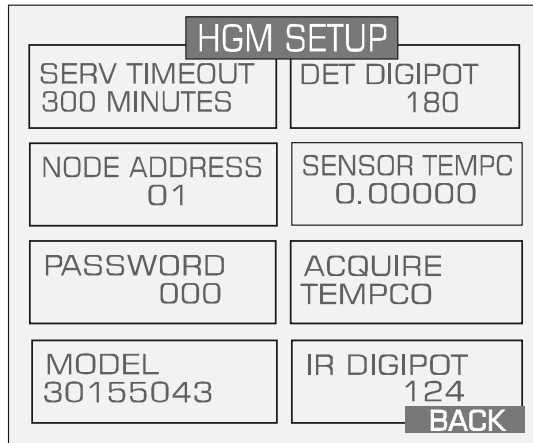 HGM SETUP
SERV TIMEOUT
300 MINUTES
DET DIGIPOT
180
NODE ADDRESS
01
SENSOR TEMPC
0.00000
PASSWORD
000
ACQUIRE
TEMPCO
MODEL
30155043
IR DIGIPOT
124
BACK